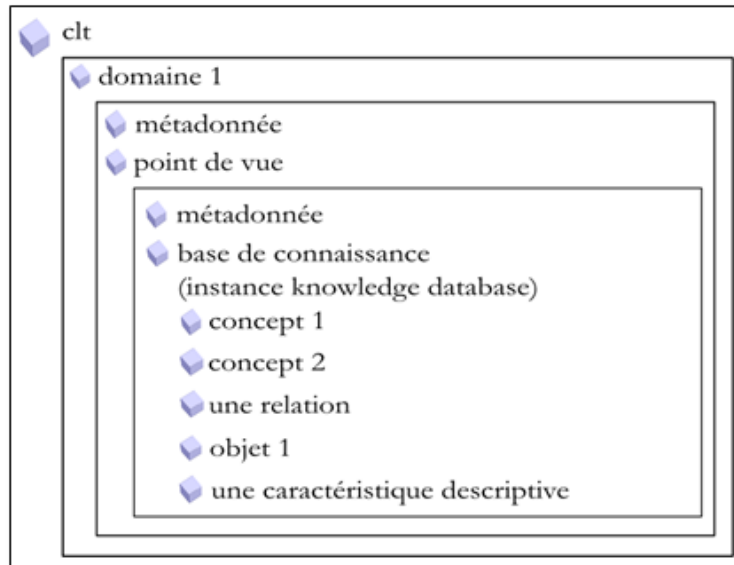 clt
domaine 1
métadonnée
point de vue
métadonnée
base de connaissance
(instance knowledge database)
concept 1
concept 2
une relation
objet 1
une caractéristique descriptive